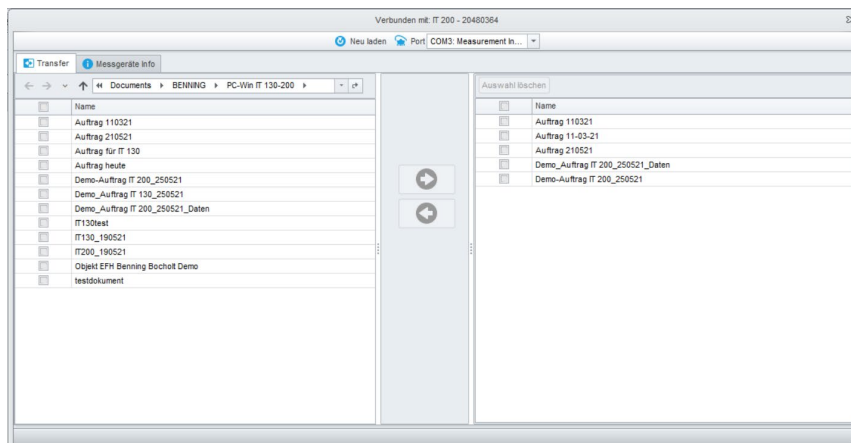 Verbunden mit: IT 200 - 20480364
Neu laden Port COM3: Measurement In...
Transfer Messgeräte Info
Documents BENNING PC-Win IT 130-200
Name
Auftrag 110321
Auftrag 210521
Auftrag für IT 130
Auftrag heute
Demo-Auftrag IT 200_250521
Demo_Auftrag IT 130_250521
Demo_Auftrag IT 200_250521_Daten
IT130test
IT130_190521
IT200_190521
Objekt EFH Benning Bocholt Demo
testdokument
Auswahl löschen
Name
Auftrag 110321
Auftrag 11-03-21
Auftrag 210521
Demo_Auftrag IT 200_250521_Daten
Demo-Auftrag IT 200_250521